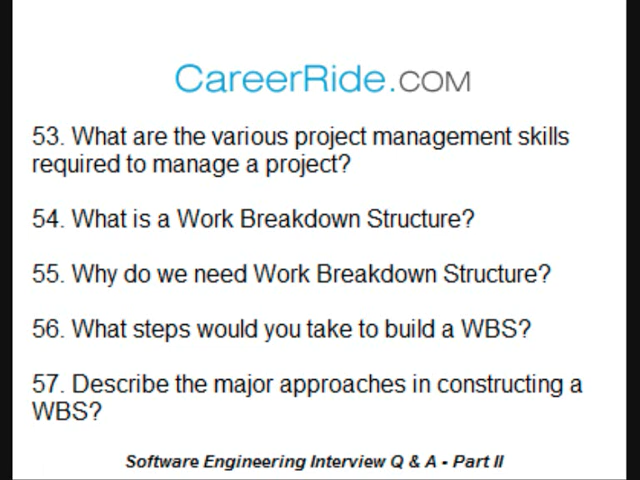 CareerRide.COM
53. What are the various project management skills
required to manage a project?
54. What is a Work Breakdown Structure?
55. Why do we need Work Breakdown Structure?
56. What steps would you take to build a WBS?
57. Describe the major approaches in constructing a
WBS?
Software Engineering Interview Q & A - Part II